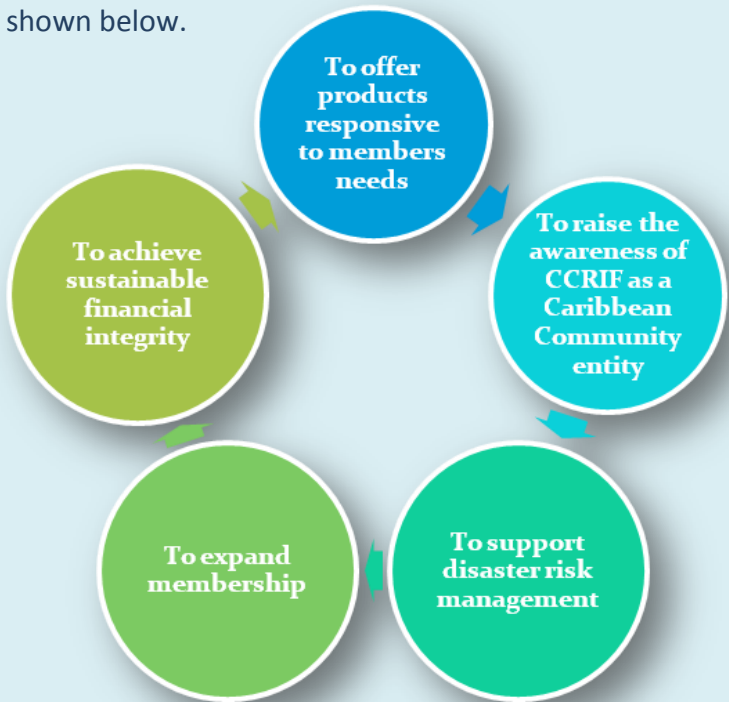 shown below.
To offer
products
responsive
to members
needs
To raise the
awareness of
CCRIF as a
Caribbean
Community
entity
To support
disaster risk
management
To expand
membership
To achieve
sustainable
financial
integrity